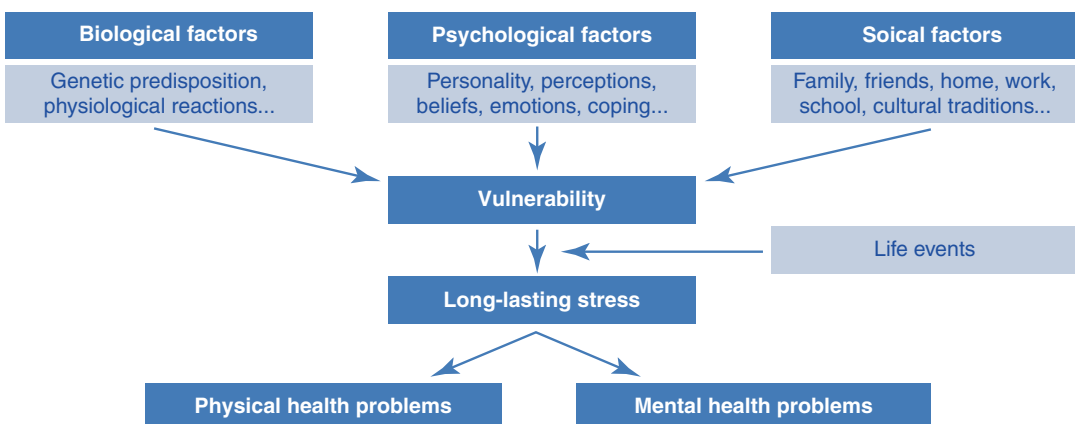 Biological factors
Genetic predisposition,
physiological reactions...
Psychological factors
Personality, perceptions,
beliefs, emotions, coping...
Soical factors
Family, friends, home, work,
school, cultural traditions...
Vulnerability
Life events
Long-lasting stress
Physical health problems
Mental health problems